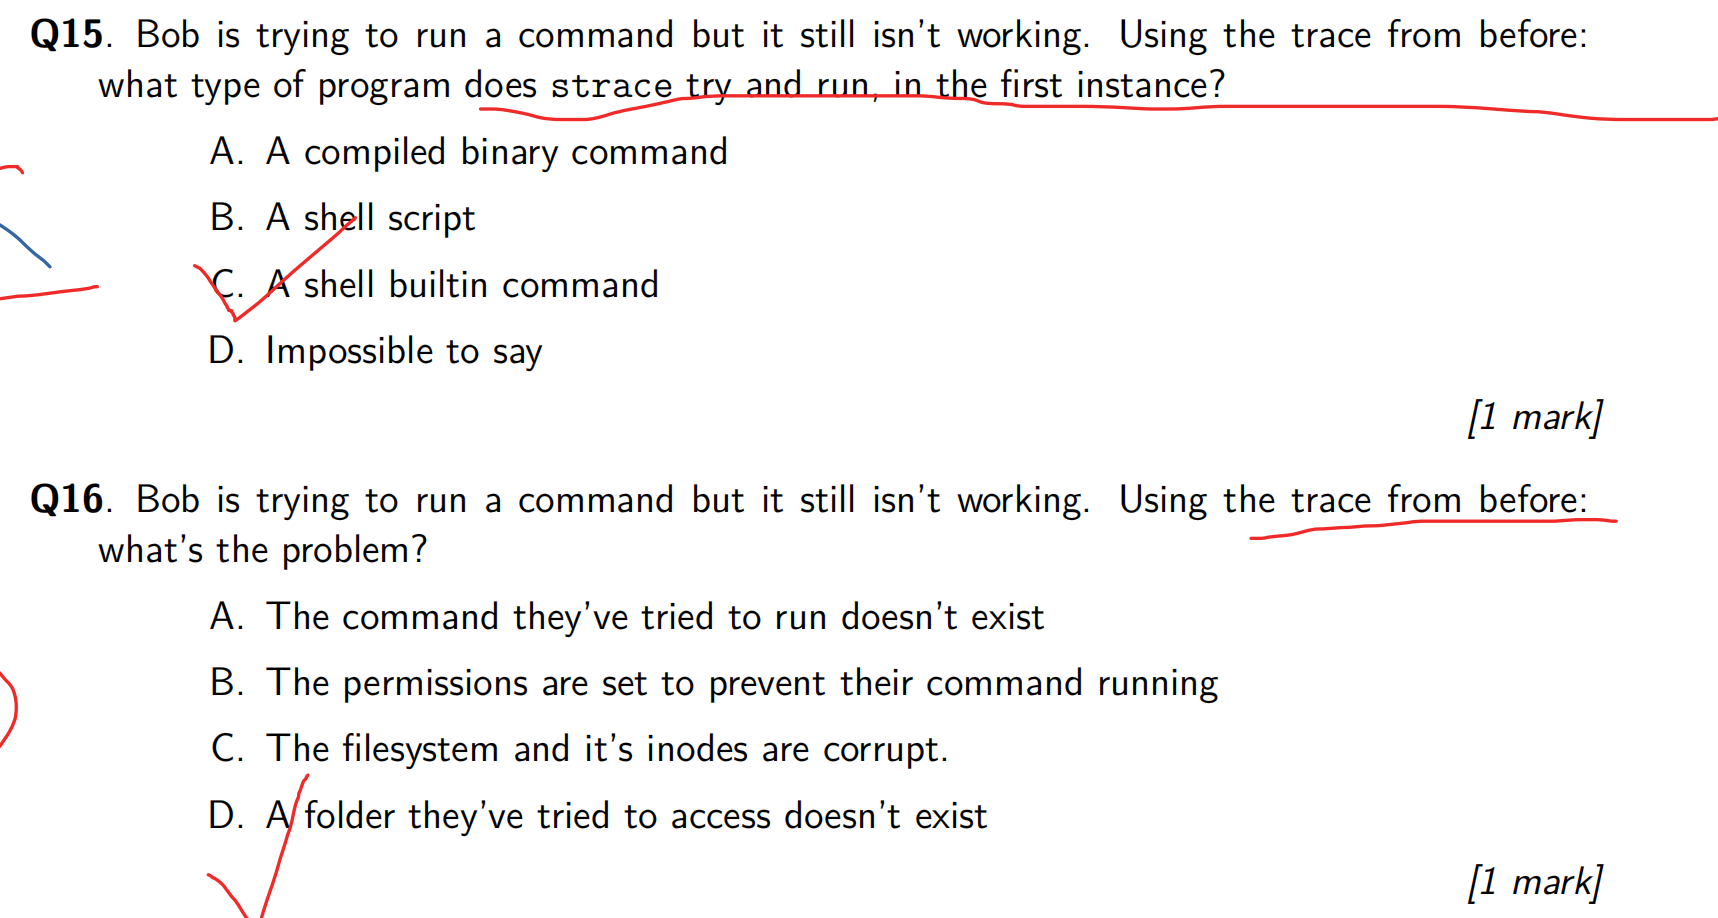 Q15. Bob is trying to run a command but it still isn't working. Using the trace from before:
what type of program does strace try and run, in the first instance?
A. A compiled binary command
B. A shell script
C. A shell builtin command
D. Impossible to say
[1 mark]
Q16. Bob is trying to run a command but it still isn't working. Using the trace from before:
what's the problem?
A. The command they've tried to run doesn't exist
B. The permissions are set to prevent their command running
C. The filesystem and it's inodes are corrupt.
D. A folder they've tried to access doesn't exist
[1 mark]